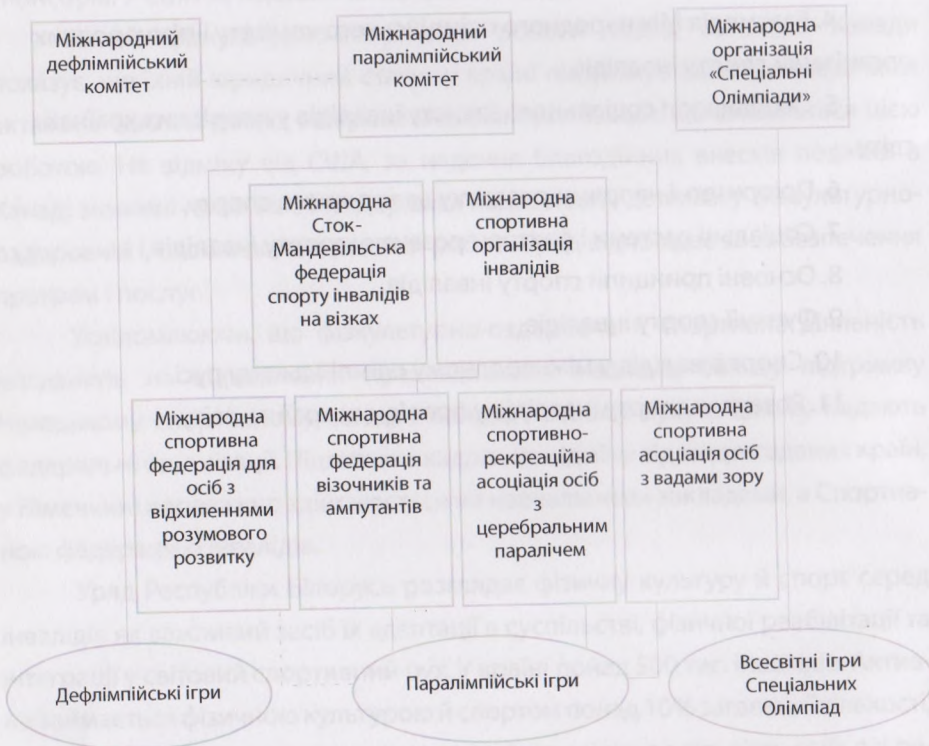 Міжнародний
дефлімпійський
комітет
Міжнародний
паралімпійський
комітет
Міжнародна
організація
«Спеціальні
Олімпіади»
Міжнародна
Сток-
Мандевільська
федерація
спорту інвалідів
на візках
Міжнародна
спортивна
організація
інвалідів
Міжнародна
спортивна
федерація для
осіб з
відхиленнями
розумового
розвитку
Міжнародна
спортивна
федерація
візочників та
ампутантів
Міжнародна
спортивно-
рекреаційна
асоціація осіб
з
церебральним
паралічем
Міжнародна
спортивна
асоціація осіб
з вадами зору
Дефлімпійські ігри
Паралімпійські ігри
Всесвітні ігри
Спеціальних
Олімпіад